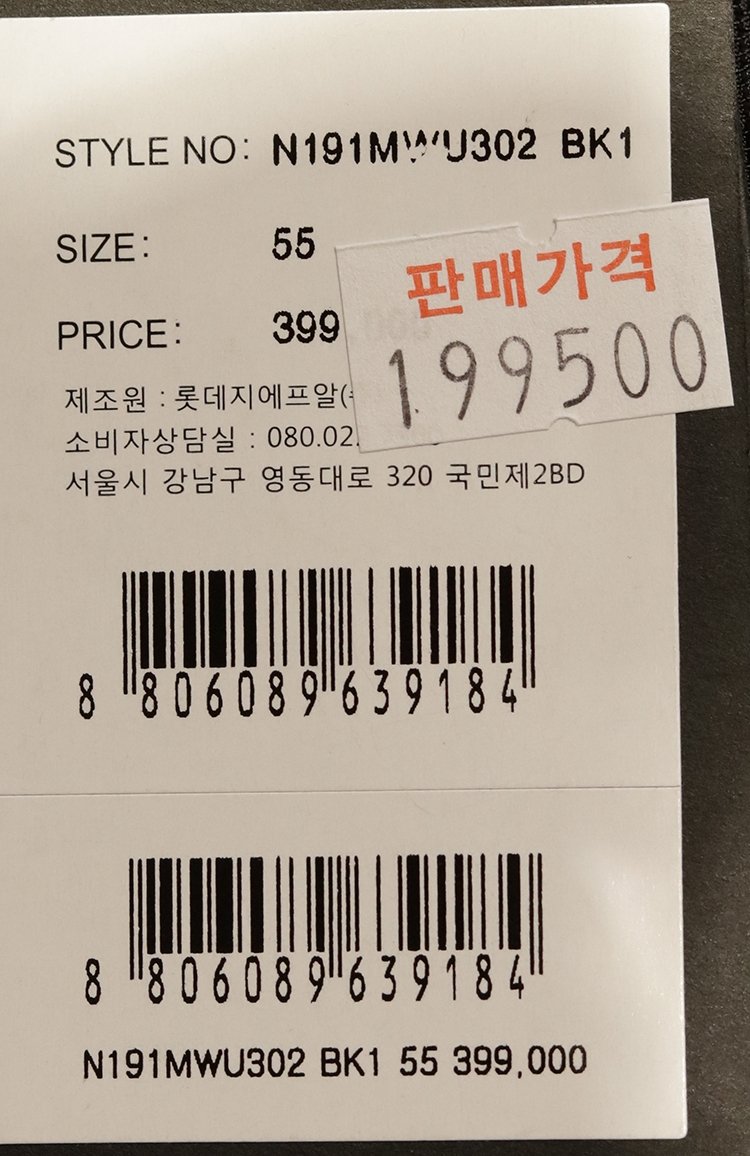 STYLE NO: N191MWU302 BK1
SIZE: 55
판매가격
199500
PRICE: 399,000
제조원 : 롯데지에프알(
소비자상담실 : 080.02
서울시 강남구 영동대로 320 국민제2BD
8 806089 639184
8 806089 639184
N191MWU302 BK1 55 399,000